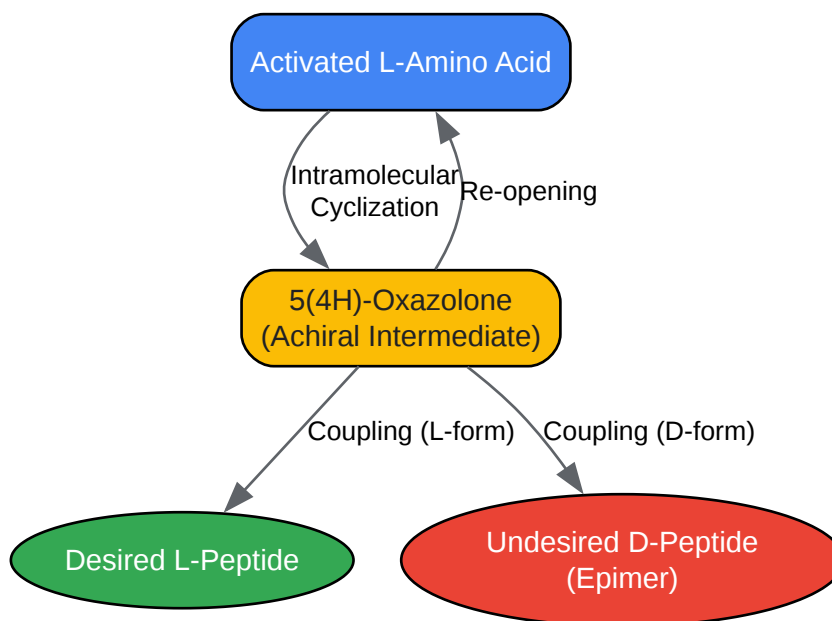 Activated L-Amino Acid
Intramolecular
Cyclization
Re-opening
5(4H)-Oxazolone
(Achiral Intermediate)
Coupling (L-form)
Coupling (D-form)
Desired L-Peptide
Undesired D-Peptide
(Epimer)